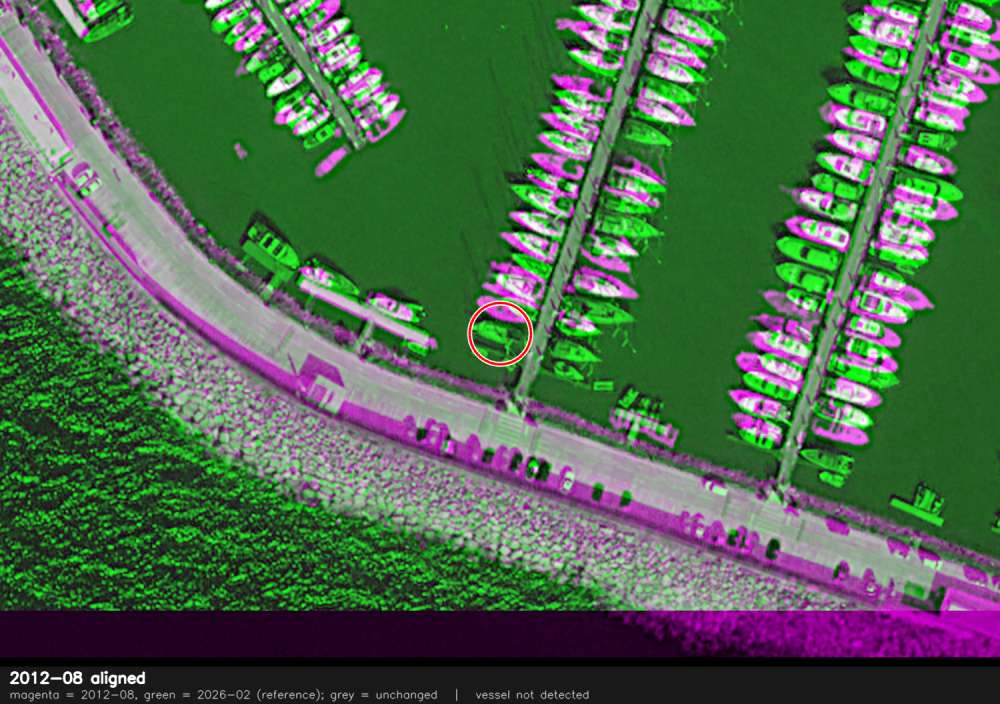 2012-08 aligned
magenta = 2012-08, green = 2026-02 (reference); grey = unchanged | vessel not detected